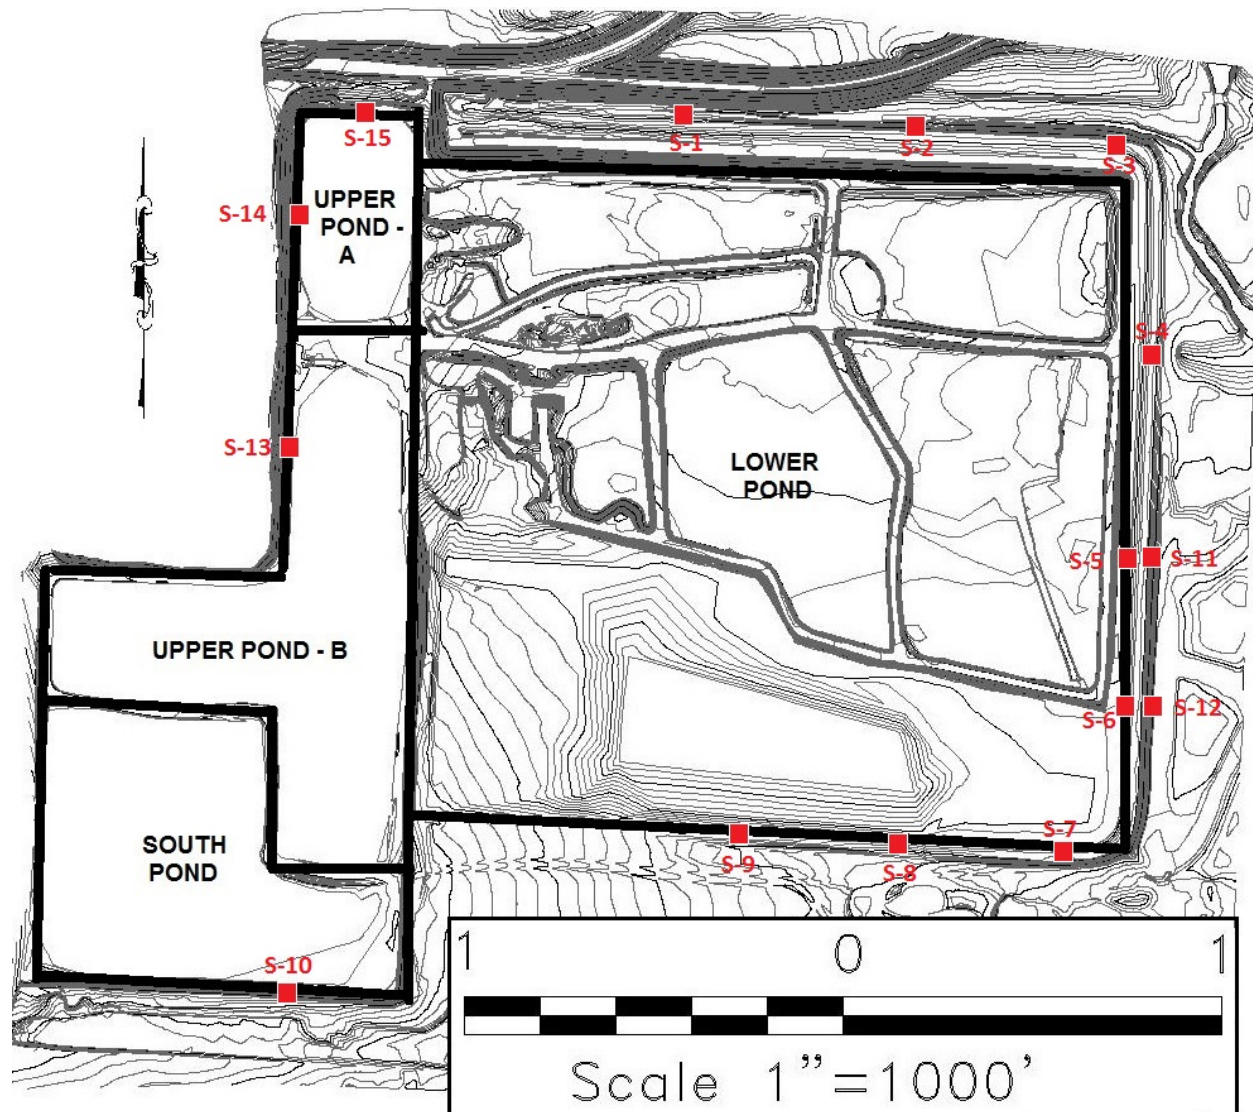 S-15
S-1
S-2
S-3
S-14
UPPER
POND -
A
S-4
S-13
LOWER
POND
S-5
S-11
UPPER POND - B
S-6
S-12
SOUTH
POND
S-7
S-9
S-8
S-10
1 0 1
Scale 1"=1000'